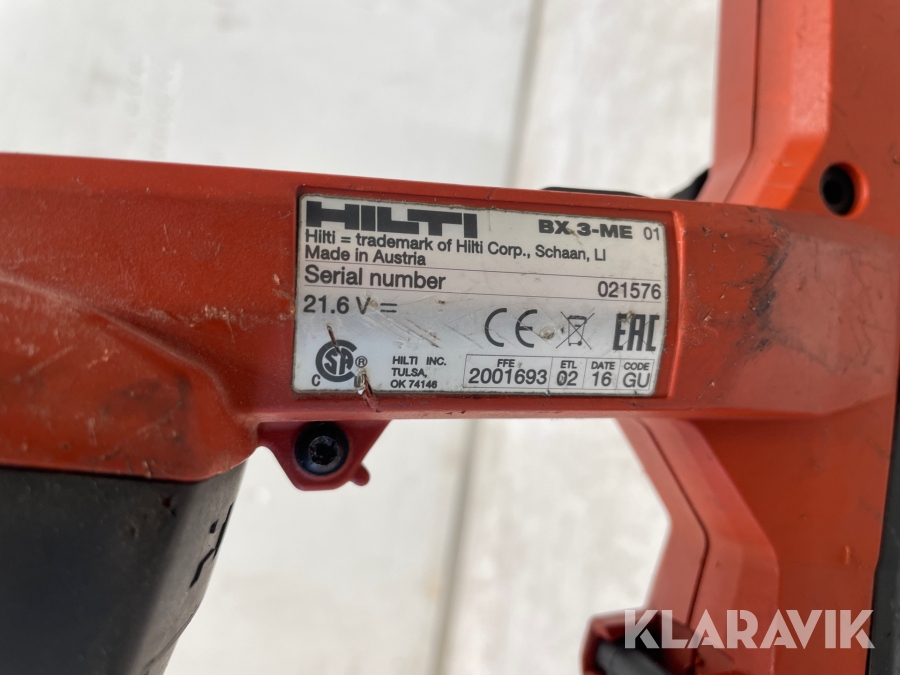 HILTI BX 3-ME 01
Hilti = trademark of Hilti Corp., Schaan, LI
Made in Austria
Serial number 021576
21.6 V
CE EAC
CSA ®
C
HILTI INC.
TULSA,
OK 74146
FFE ETL DATE CODE
2001693 02 16 GU
KLARAVIK